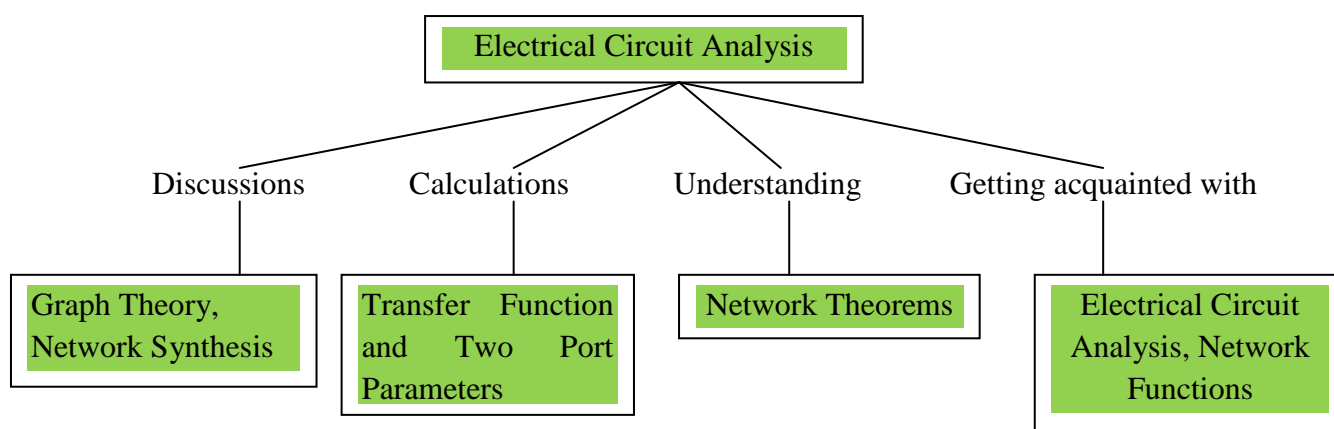 Electrical Circuit Analysis
Discussions
Calculations
Understanding
Getting acquainted with
Graph Theory,
Network Synthesis
Transfer Function
and Two Port
Parameters
Network Theorems
Electrical Circuit
Analysis, Network
Functions